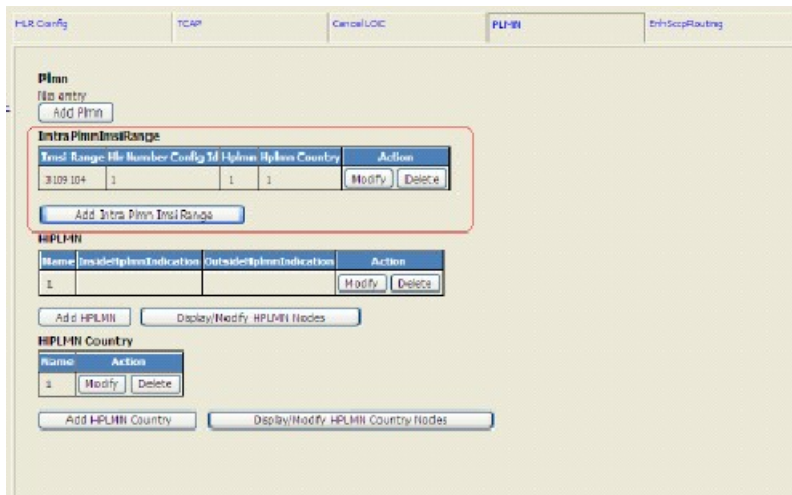 HLR Config TCAP Cancel LOIC PLMN EnhSccpRouting
Plmn
No entry
Add Plmn
IntraPlmnImsiRange
Imsi Range Hlr Number Config Id Hplmn Hplmn Country Action
1 1 1 Modify Delete
Add Intra Plmn Imsi Range
HPLMN
Name InsideHplmnIndication OutsideHplmnIndication Action
1 Modify Delete
Add HPLMN Display/Modify HPLMN Nodes
HPLMN Country
Name Action
1 Modify Delete
Add HPLMN Country Display/Modify HPLMN Country Nodes